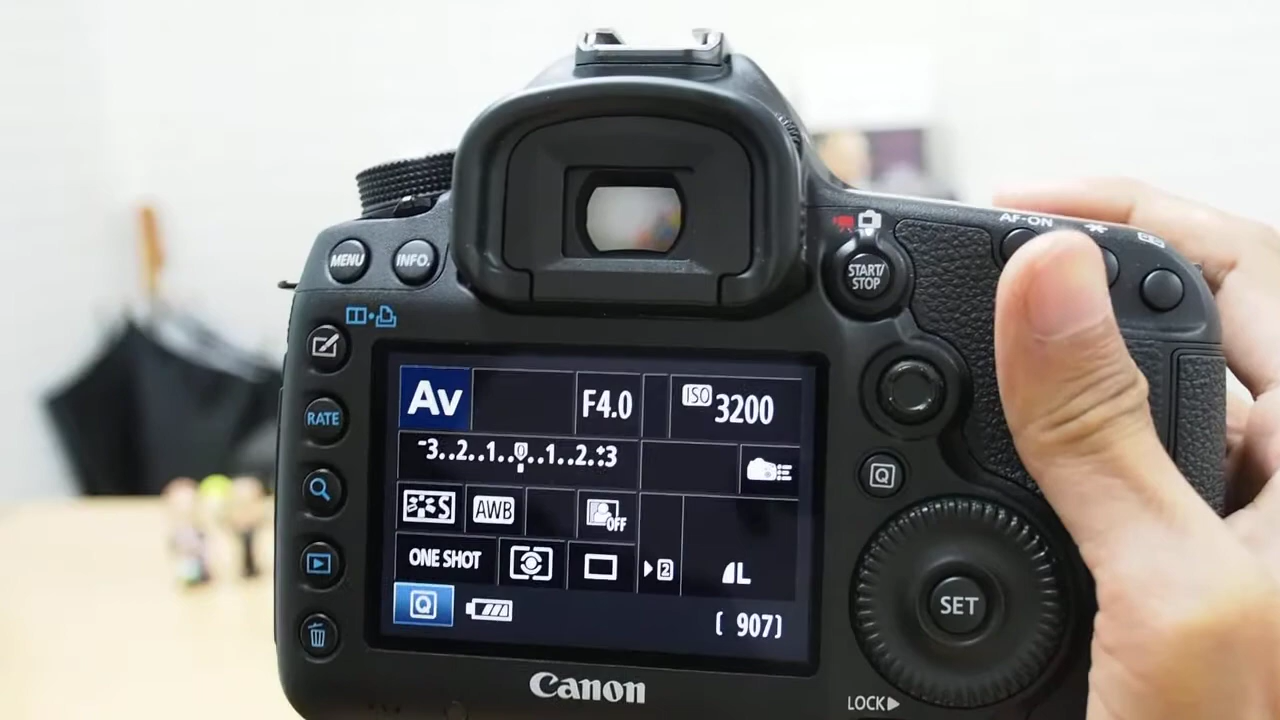 AF-ON
MENU
INFO.
START/
STOP
RATE
Av
F4.0
ISO
3200
-3..2..1..0..1..2.:+3
S
AWB
OFF
ONE SHOT
2
L
Q
[ 907]
Q
SET
Canon
LOCK